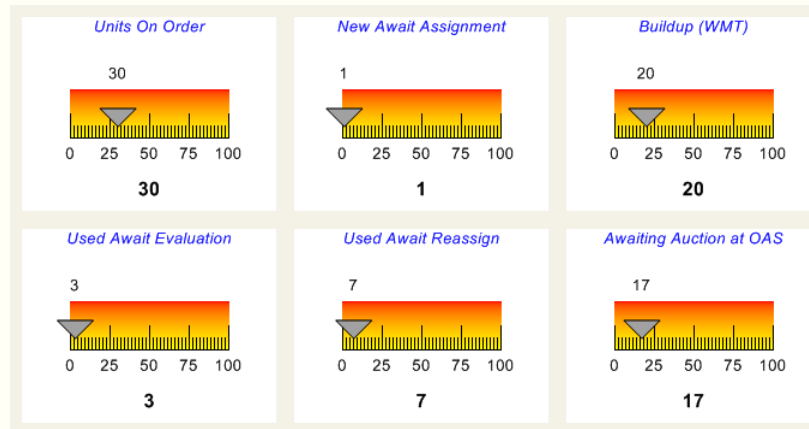 Units On Order
30
0 25 50 75 100
30
New Await Assignment
1
0 25 50 75 100
1
Buildup (WMT)
20
0 25 50 75 100
20
Used Await Evaluation
3
0 25 50 75 100
3
Used Await Reassign
7
0 25 50 75 100
7
Awaiting Auction at OAS
17
0 25 50 75 100
17